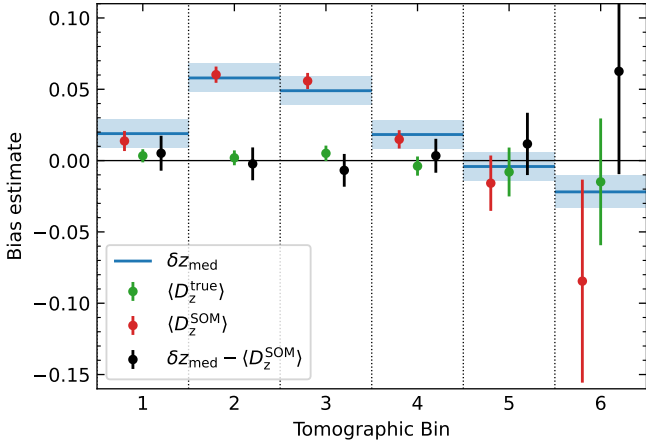 0.10
0.05
0.00
−0.05
−0.10
−0.15
Bias estimate
δz_med
⟨D_z^true⟩
⟨D_z^SOM⟩
δz_med − ⟨D_z^SOM⟩
1 2 3 4 5 6
Tomographic Bin